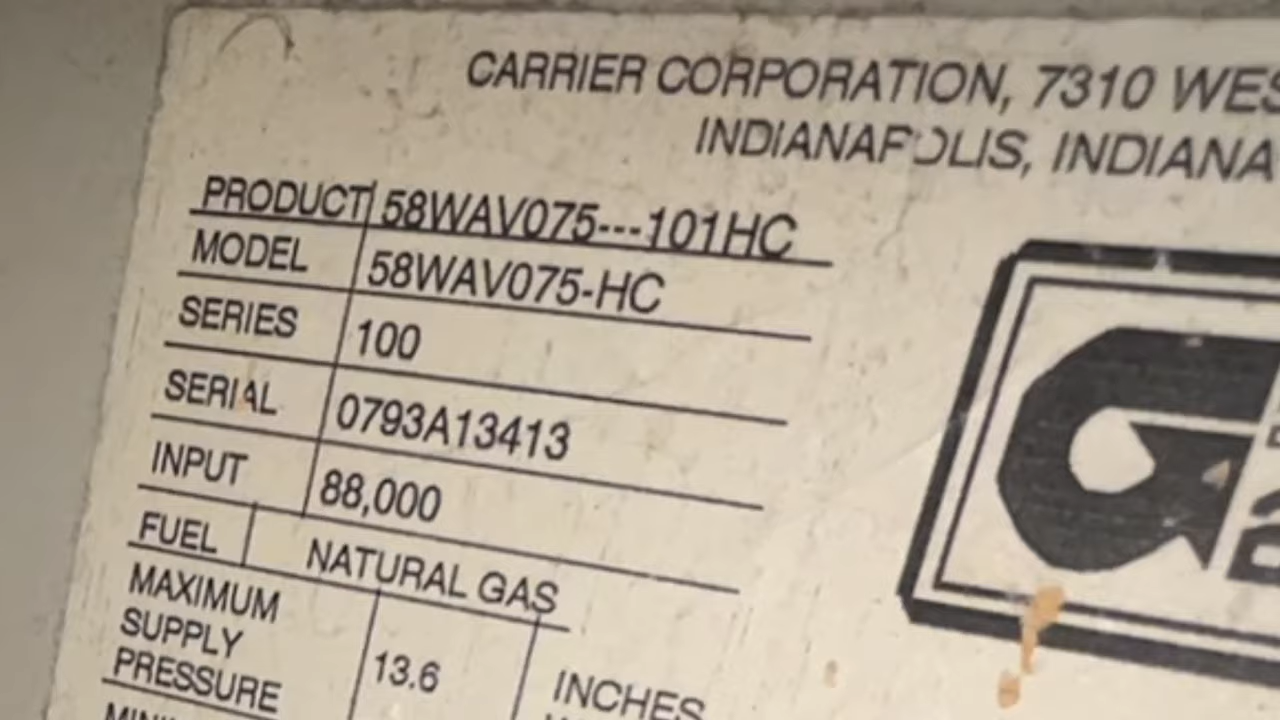 CARRIER CORPORATION, 7310 WES
INDIANAPOLIS, INDIANA
PRODUCT 58WAV075---101HC
MODEL 58WAV075-HC
SERIES 100
SERIAL 0793A13413
INPUT 88,000
FUEL NATURAL GAS
MAXIMUM
SUPPLY
PRESSURE 13.6 INCHES